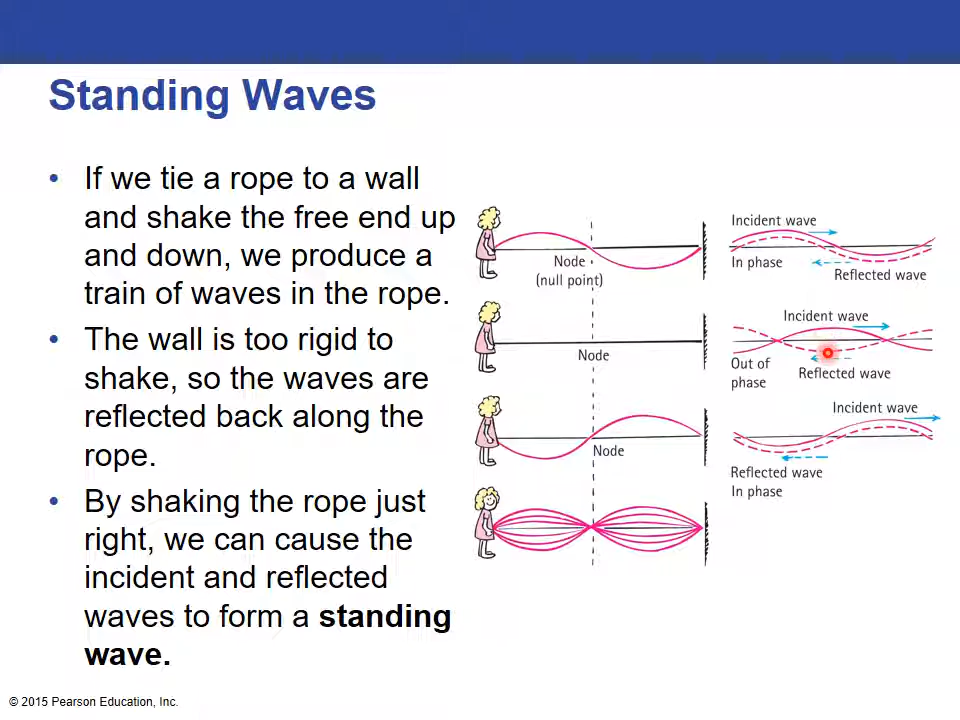 Standing Waves
• If we tie a rope to a wall
and shake the free end up
and down, we produce a
train of waves in the rope.
• The wall is too rigid to
shake, so the waves are
reflected back along the
rope.
• By shaking the rope just
right, we can cause the
incident and reflected
waves to form a standing
wave.
Node
(null point)
Incident wave
In phase
Reflected wave
Node
Incident wave
Out of
phase
Reflected wave
Node
Incident wave
Reflected wave
In phase
© 2015 Pearson Education, Inc.